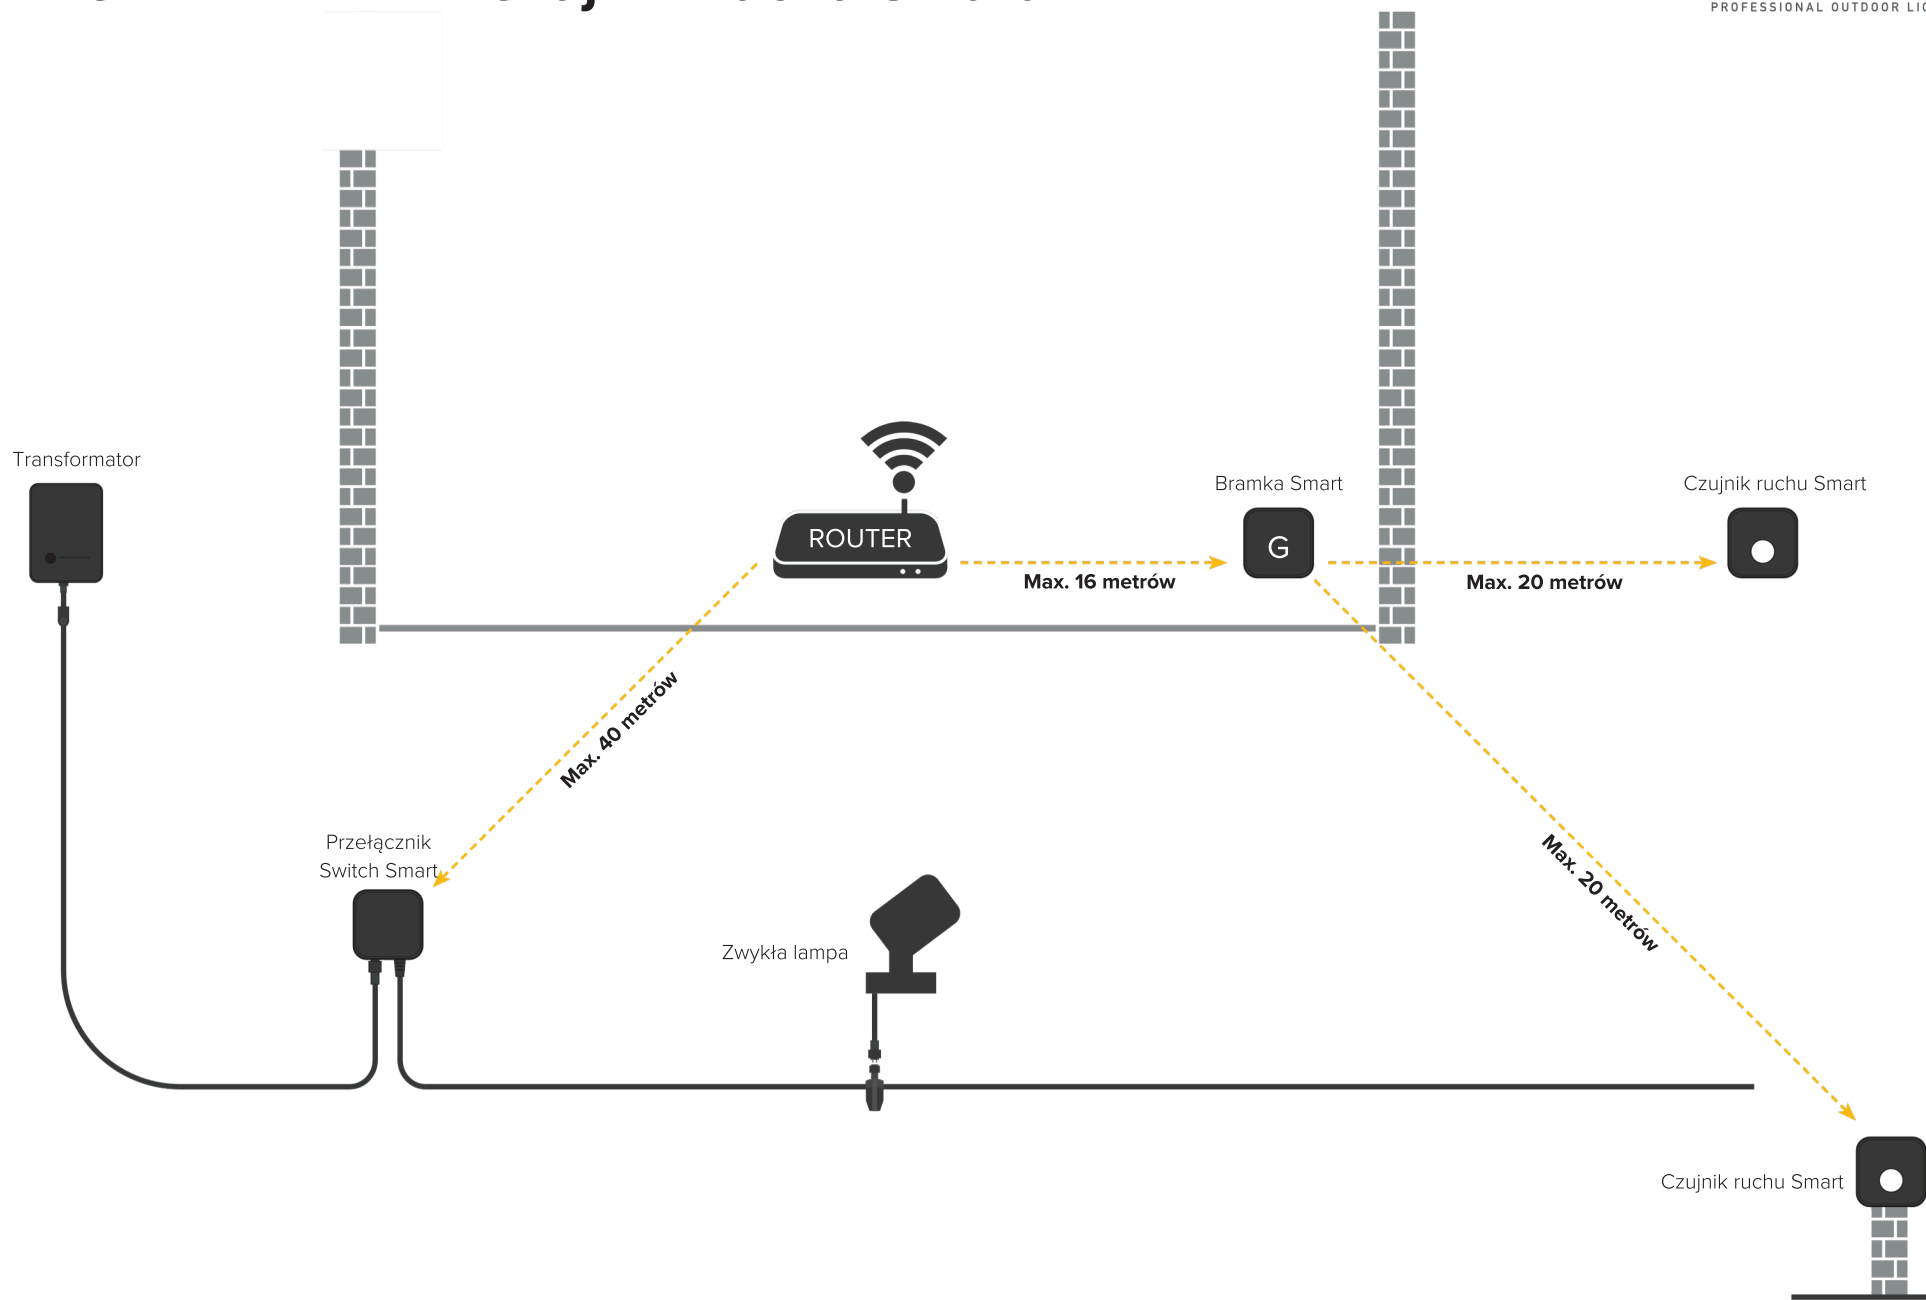 PROFESSIONAL OUTDOOR
Transformator
Bramka Smart
Czujnik ruchu Smart
ROUTER
G
Max. 16 metrów
Max. 20 metrów
Max. 40 metrów
Przełącznik
Switch Smart
Max. 20 metrów
Zwykła lampa
Czujnik ruchu Smart